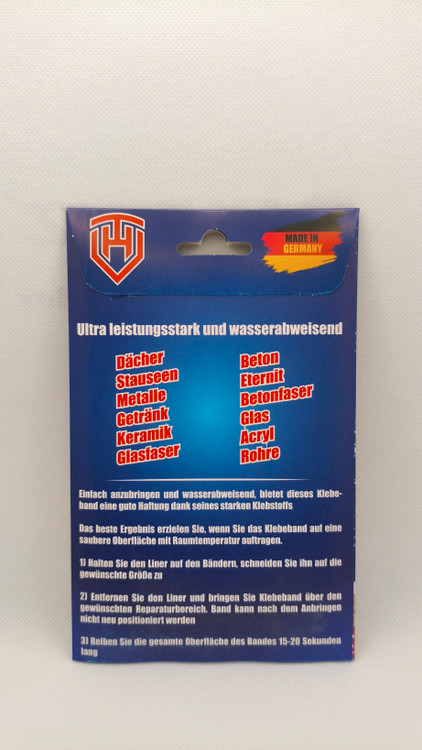 MADE IN
GERMANY
Ultra leistungsstark und wasserabweisend
Dächer
Stauseen
Metalle
Getränk
Keramik
Glasfaser
Beton
Eternit
Betonfaser
Glas
Acryl
Rohre
Einfach anzubringen und wasserabweisend, bietet dieses Klebe-
band eine gute Haftung dank seines starken Klebstoffs
Das beste Ergebnis erzielen Sie, wenn Sie das Klebeband auf eine
saubere Oberfläche mit Raumtemperatur auftragen.
1) Halten Sie den Liner auf den Bändern, schneiden Sie ihn auf die
gewünschte Größe zu
2) Entfernen Sie den Liner und bringen Sie Klebeband über den
gewünschten Reparaturbereich. Band kann nach dem Anbringen
nicht neu positioniert werden
3) Reiben Sie die gesamte Oberfläche des Bandes 15-20 Sekunden
lang